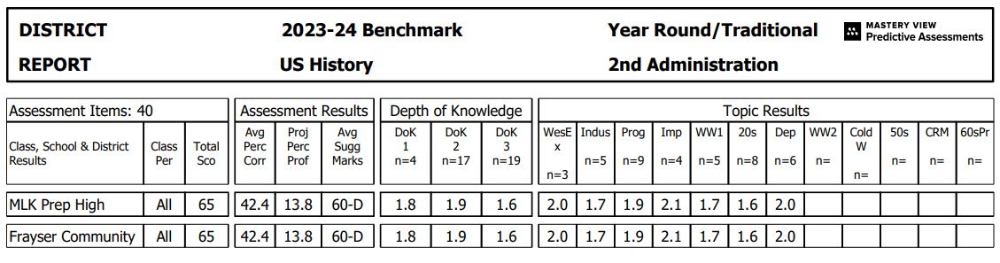 DISTRICT 2023-24 Benchmark Year Round/Traditional MASTERY VIEW
Predictive Assessments
REPORT US History 2nd Administration
Assessment Items: 40 Assessment Results Depth of Knowledge Topic Results
Class, School & District Results Class Per Total Sco Avg Perc Corr Proj Perc Prof Avg Sugg Marks DoK 1 n=4 DoK 2 n=17 DoK 3 n=19 WesEx n=3 Indus n=5 Prog n=9 Imp n=4 WW1 n=5 20s n=8 Dep n=6 WW2 n= Cold W n= 50s n= CRM n= 60sPr n=
MLK Prep High All 65 42.4 13.8 60-D 1.8 1.9 1.6 2.0 1.7 1.9 2.1 1.7 1.6 2.0
Frayser Community All 65 42.4 13.8 60-D 1.8 1.9 1.6 2.0 1.7 1.9 2.1 1.7 1.6 2.0